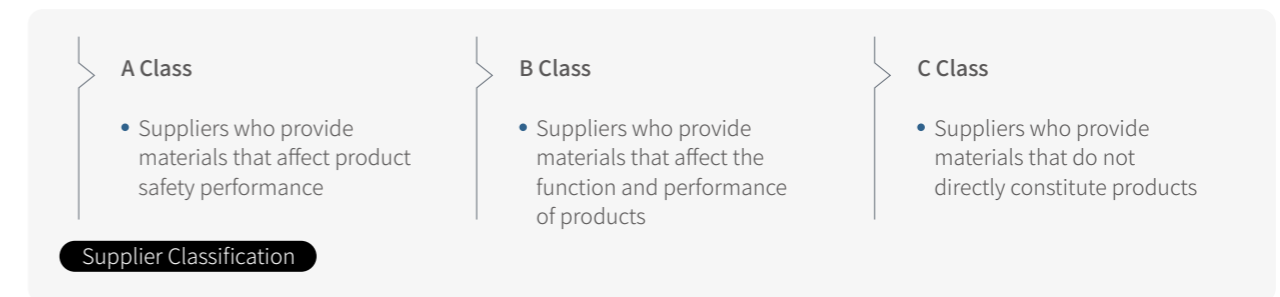 A Class
• Suppliers who provide
materials that affect product
safety performance
B Class
• Suppliers who provide
materials that affect the
function and performance
of products
C Class
• Suppliers who provide
materials that do not
directly constitute products
Supplier Classification